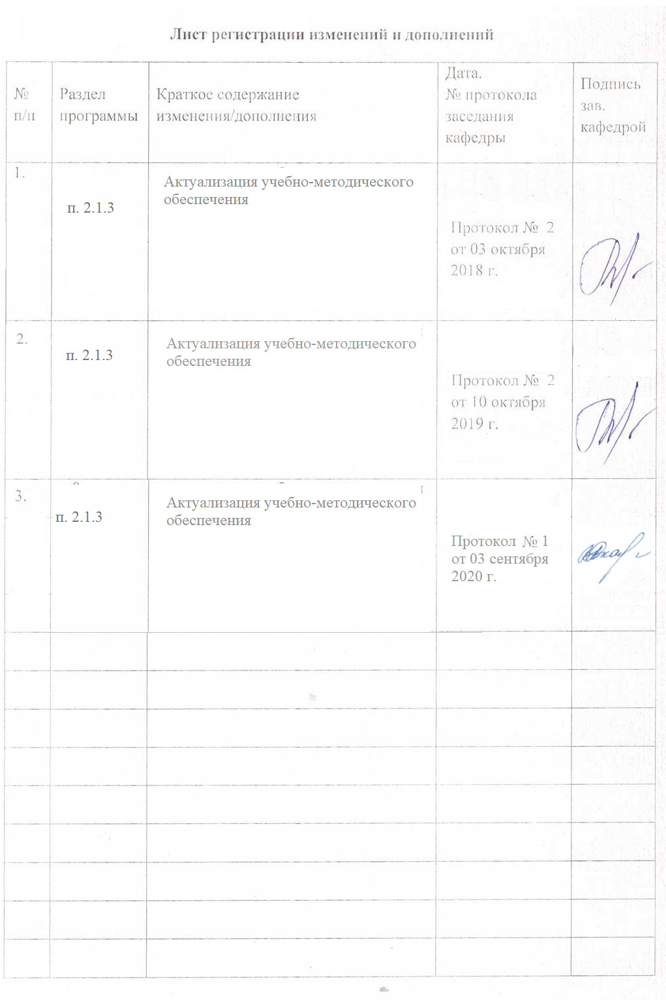 Лист регистрации изменений и дополнений
№
п/п
Раздел
программы
Краткое содержание
изменения/дополнения
Дата.
№ протокола
заседания
кафедры
Подпись
зав.
кафедрой
1.
п. 2.1.3
Актуализация учебно-методического
обеспечения
Протокол № 2
от 03 октября
2018 г.
2.
п. 2.1.3
Актуализация учебно-методического
обеспечения
Протокол № 2
от 10 октября
2019 г.
3.
п. 2.1.3
Актуализация учебно-методического
обеспечения
Протокол № 1
от 03 сентября
2020 г.